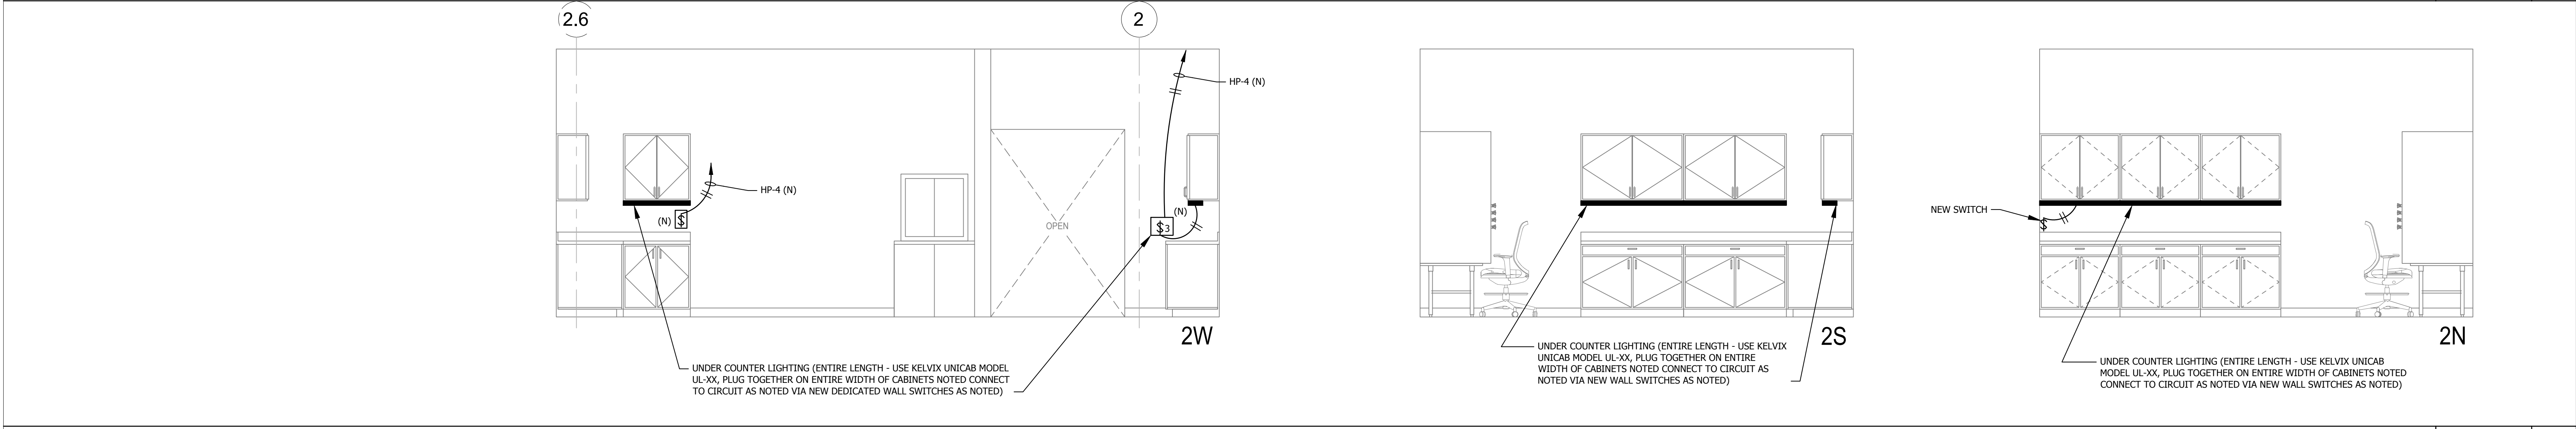 2.6
2
HP-4 (N)
HP-4 (N)
(N)
$
(N)
$3
OPEN
2W
UNDER COUNTER LIGHTING (ENTIRE LENGTH - USE KELVIX UNICAB MODEL
UL-XX, PLUG TOGETHER ON ENTIRE WIDTH OF CABINETS NOTED CONNECT
TO CIRCUIT AS NOTED VIA NEW DEDICATED WALL SWITCHES AS NOTED)
2S
UNDER COUNTER LIGHTING (ENTIRE LENGTH - USE KELVIX
UNICAB MODEL UL-XX, PLUG TOGETHER ON ENTIRE
WIDTH OF CABINETS NOTED CONNECT TO CIRCUIT AS
NOTED VIA NEW WALL SWITCHES AS NOTED)
NEW SWITCH
$
2N
UNDER COUNTER LIGHTING (ENTIRE LENGTH - USE KELVIX UNICAB
MODEL UL-XX, PLUG TOGETHER ON ENTIRE WIDTH OF CABINETS NOTED
CONNECT TO CIRCUIT AS NOTED VIA NEW WALL SWITCHES AS NOTED)